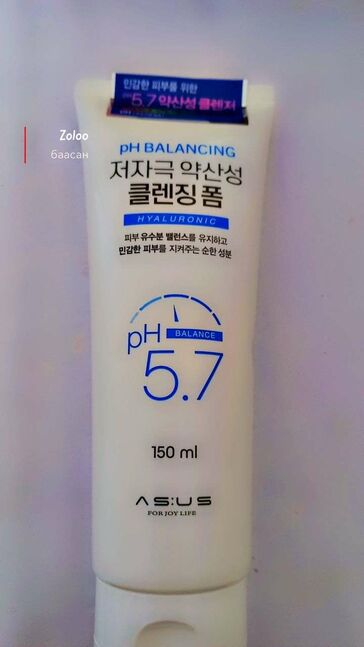 민감한 피부를 위한
5.7 약산성 클렌저
Zoloo
баасан
pH BALANCING
저자극 약산성
클렌징 폼
HYALURONIC
피부 유수분 밸런스를 유지하고
민감한 피부를 지켜주는 순한 성분
pH BALANCE
5.7
150 ml
AS:US
FOR JOY LIFE